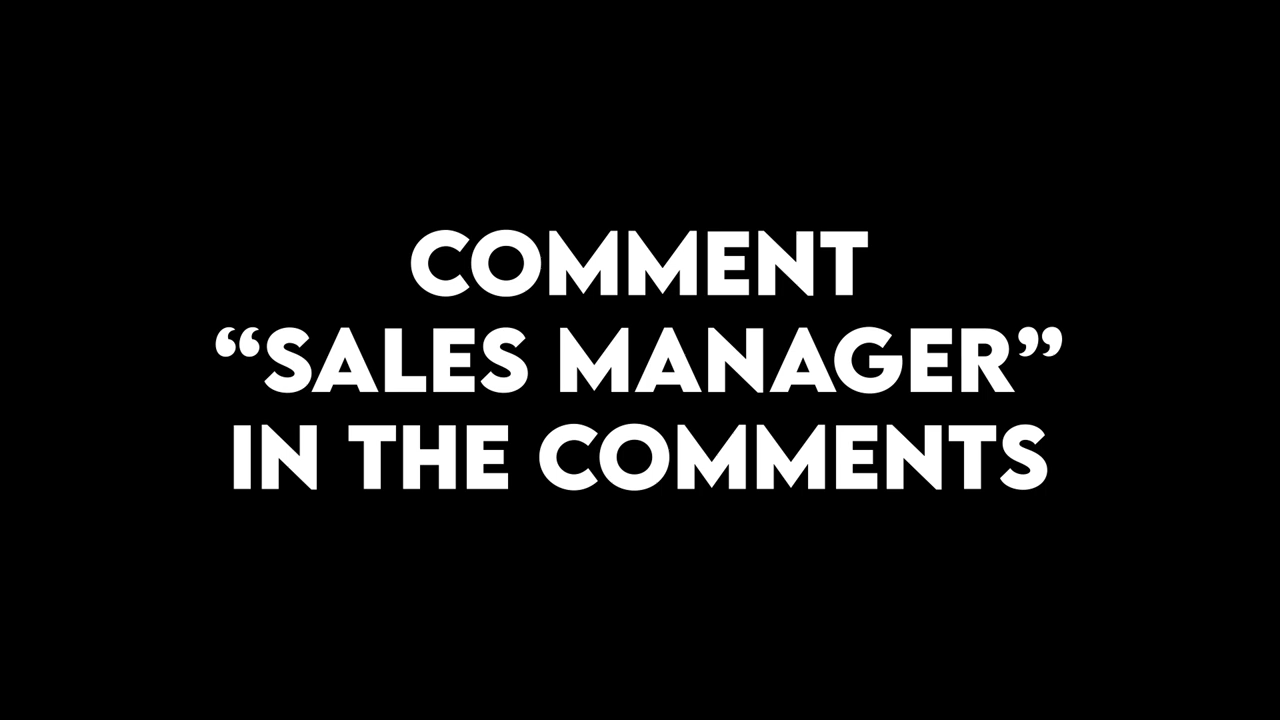 COMMENT
“SALES MANAGER”
IN THE COMMENTS